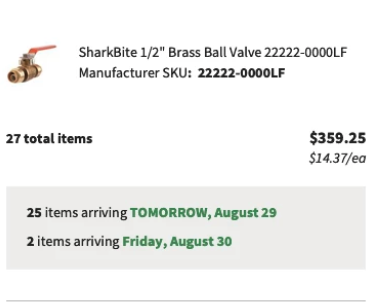 SharkBite 1/2" Brass Ball Valve 22222-0000LF
Manufacturer SKU: 22222-0000LF
27 total items $359.25
$14.37/ea
25 items arriving TOMORROW, August 29
2 items arriving Friday, August 30